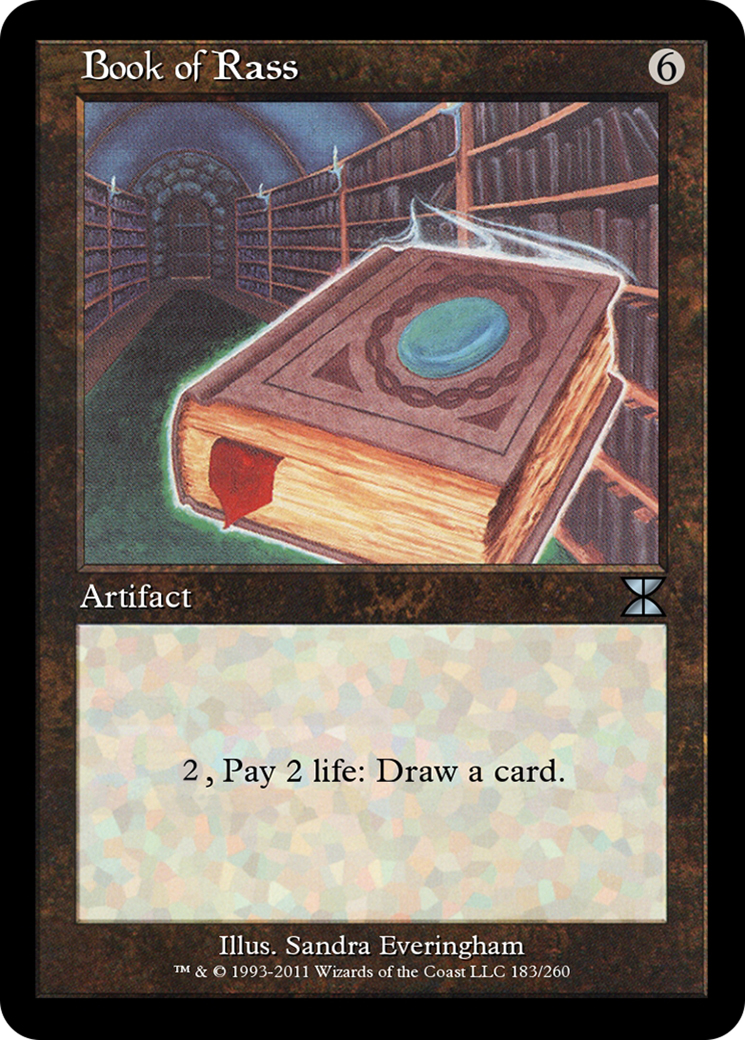 Book of Rass 6
Artifact
2, Pay 2 life: Draw a card.
Illus. Sandra Everingham
™ & © 1993-2011 Wizards of the Coast LLC 183/260